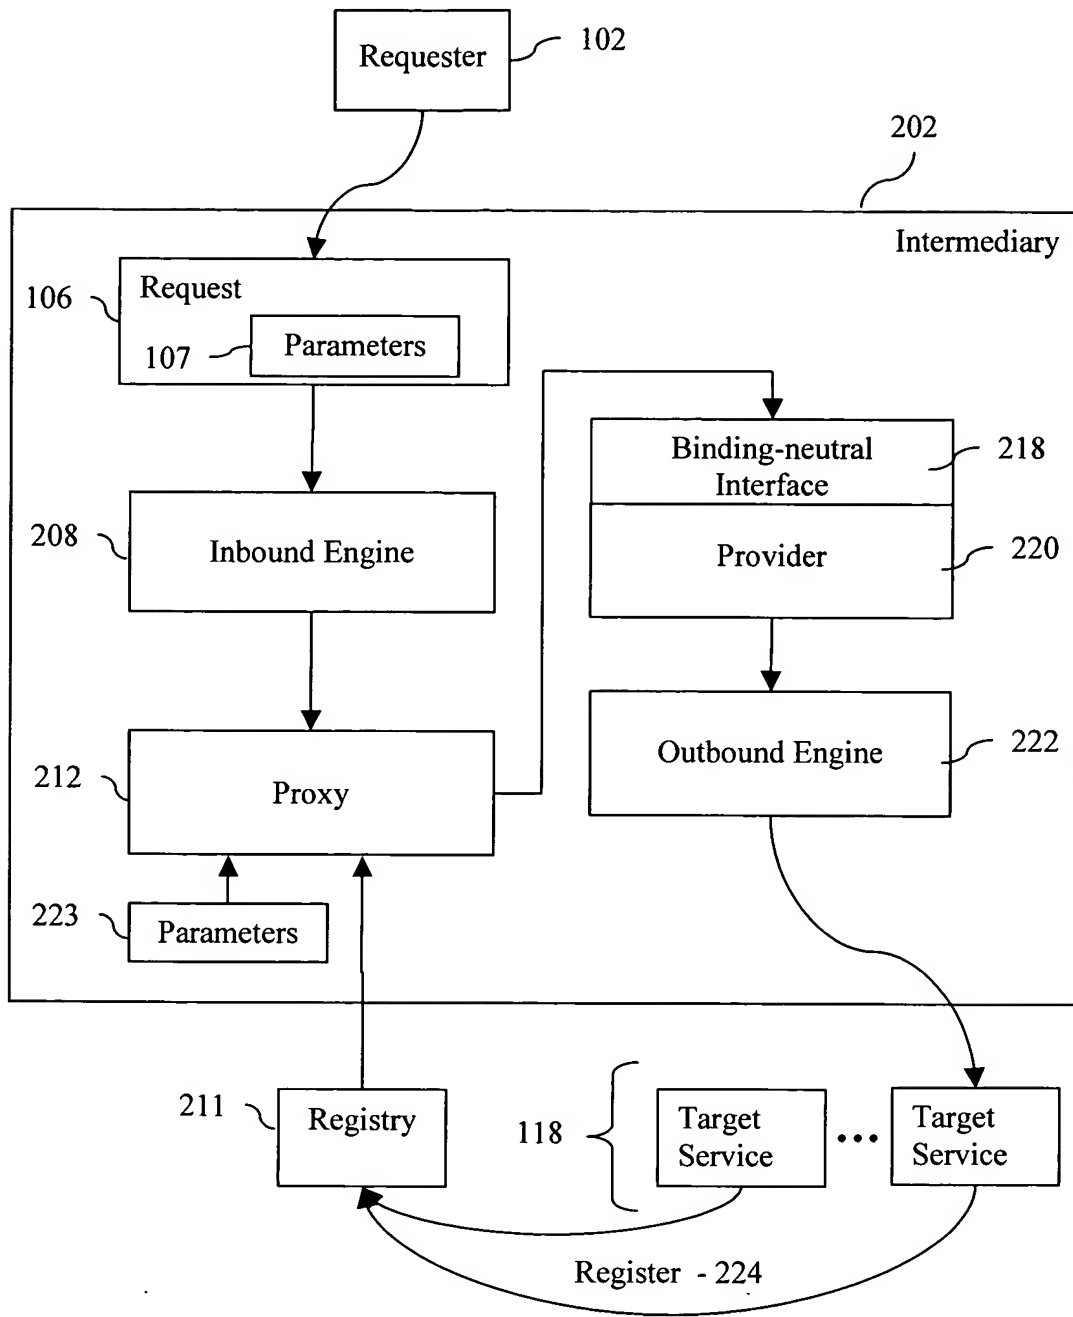 Requester
102
202
Intermediary
106
Request
107
Parameters
Binding-neutral
Interface
218
208
Inbound Engine
Provider
220
212
Proxy
Outbound Engine
222
223
Parameters
211
Registry
118
Target
Service
•••
Target
Service
Register - 224